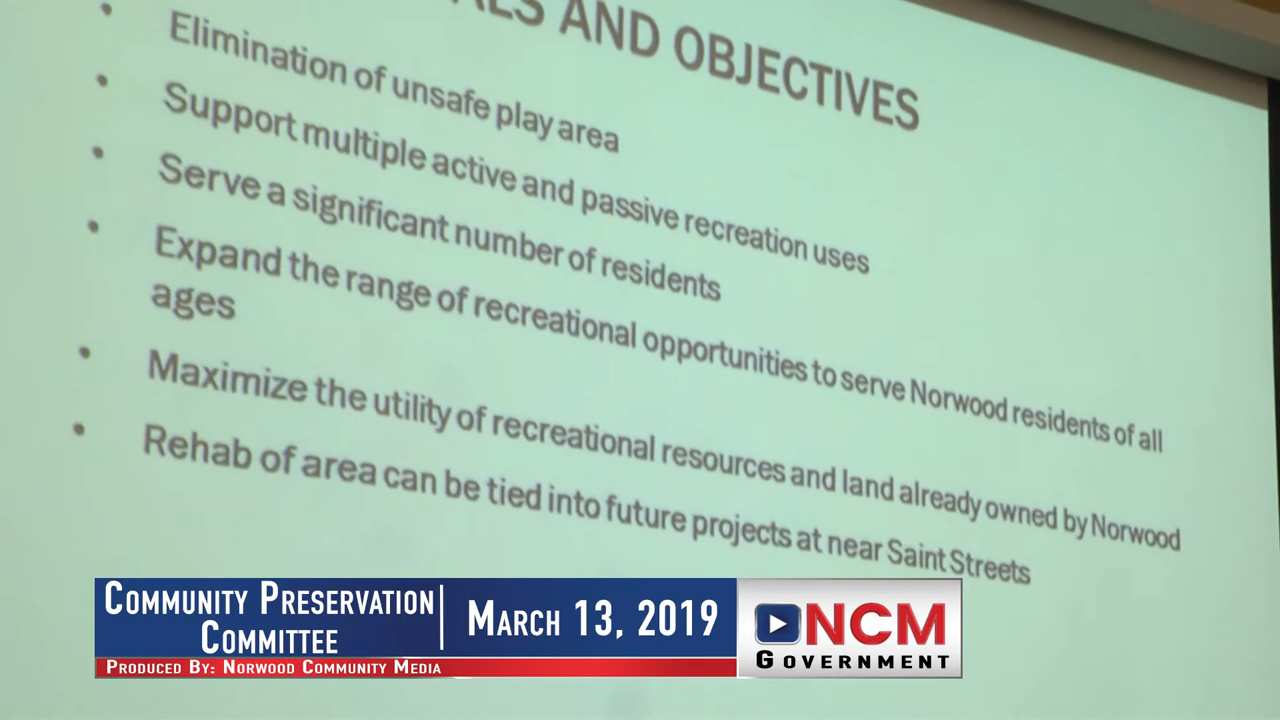 AND OBJECTIVES
• Elimination of unsafe play area
• Support multiple active and passive recreation uses
• Serve a significant number of residents
• Expand the range of recreational opportunities to serve Norwood residents of all
ages
• Maximize the utility of recreational resources and land already owned by Norwood
• Rehab of area can be tied into future projects at near Saint Streets
COMMUNITY PRESERVATION
COMMITTEE
MARCH 13, 2019
PRODUCED BY: NORWOOD COMMUNITY MEDIA
NCM
GOVERNMENT